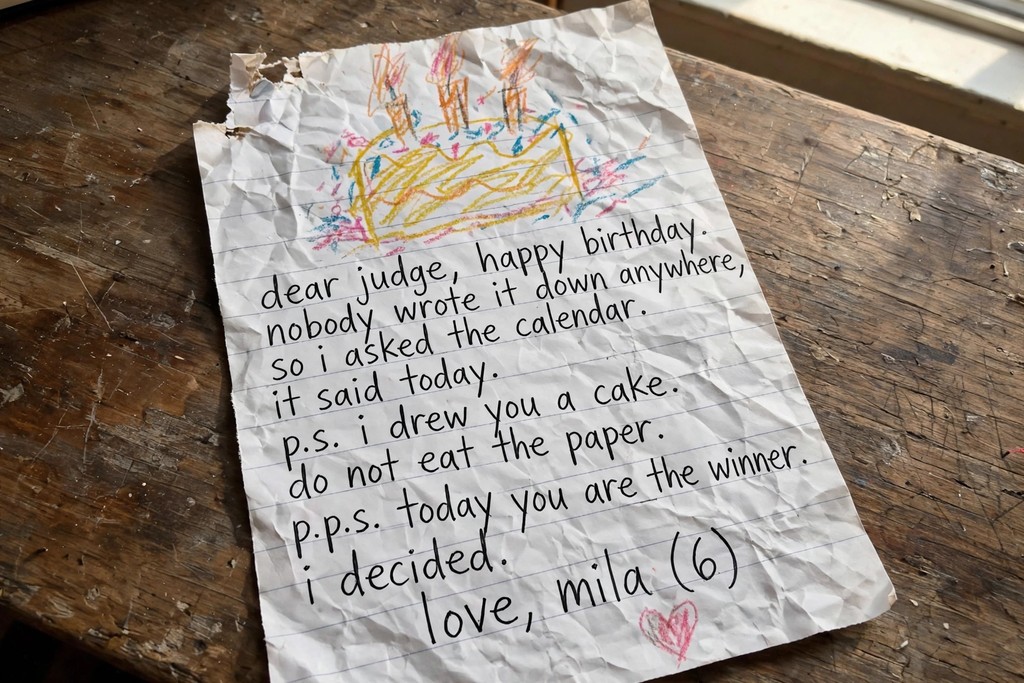 dear judge, happy birthday.
nobody wrote it down anywhere,
so i asked the calendar.
it said today.
p.s. i drew you a cake.
do not eat the paper.
p.p.s. today you are the winner.
i decided.
love, mila (6)